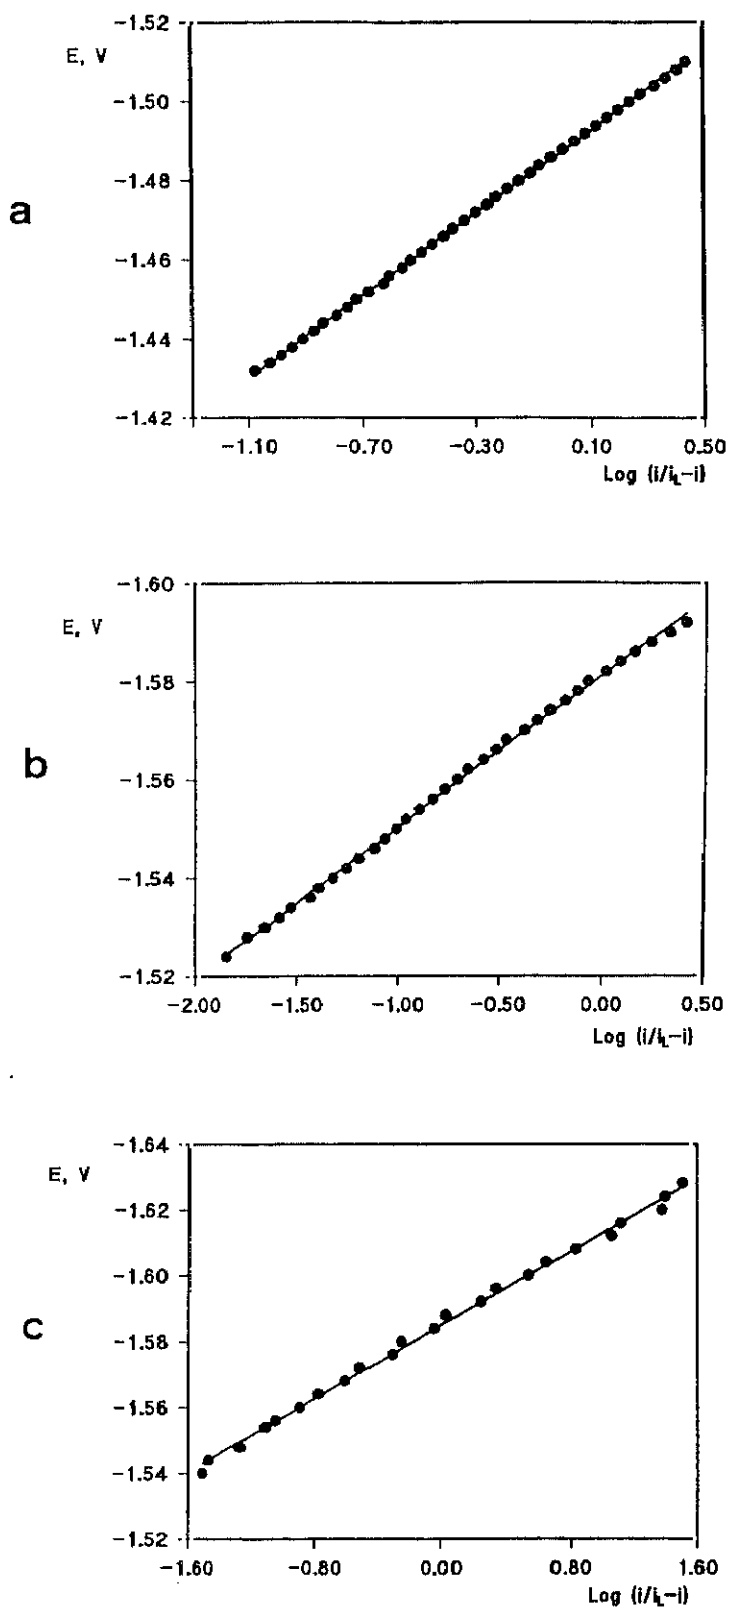 −1.52
E, V
−1.50
−1.48
a
−1.46
−1.44
−1.42
−1.10 −0.70 −0.30 0.10 0.50
Log (i/iL−i)
−1.60
E, V
−1.58
b
−1.56
−1.54
−1.52
−2.00 −1.50 −1.00 −0.50 0.00 0.50
Log (i/iL−i)
−1.64
E, V
−1.62
−1.60
c
−1.58
−1.56
−1.54
−1.52
−1.60 −0.80 0.00 0.80 1.60
Log (i/iL−i)